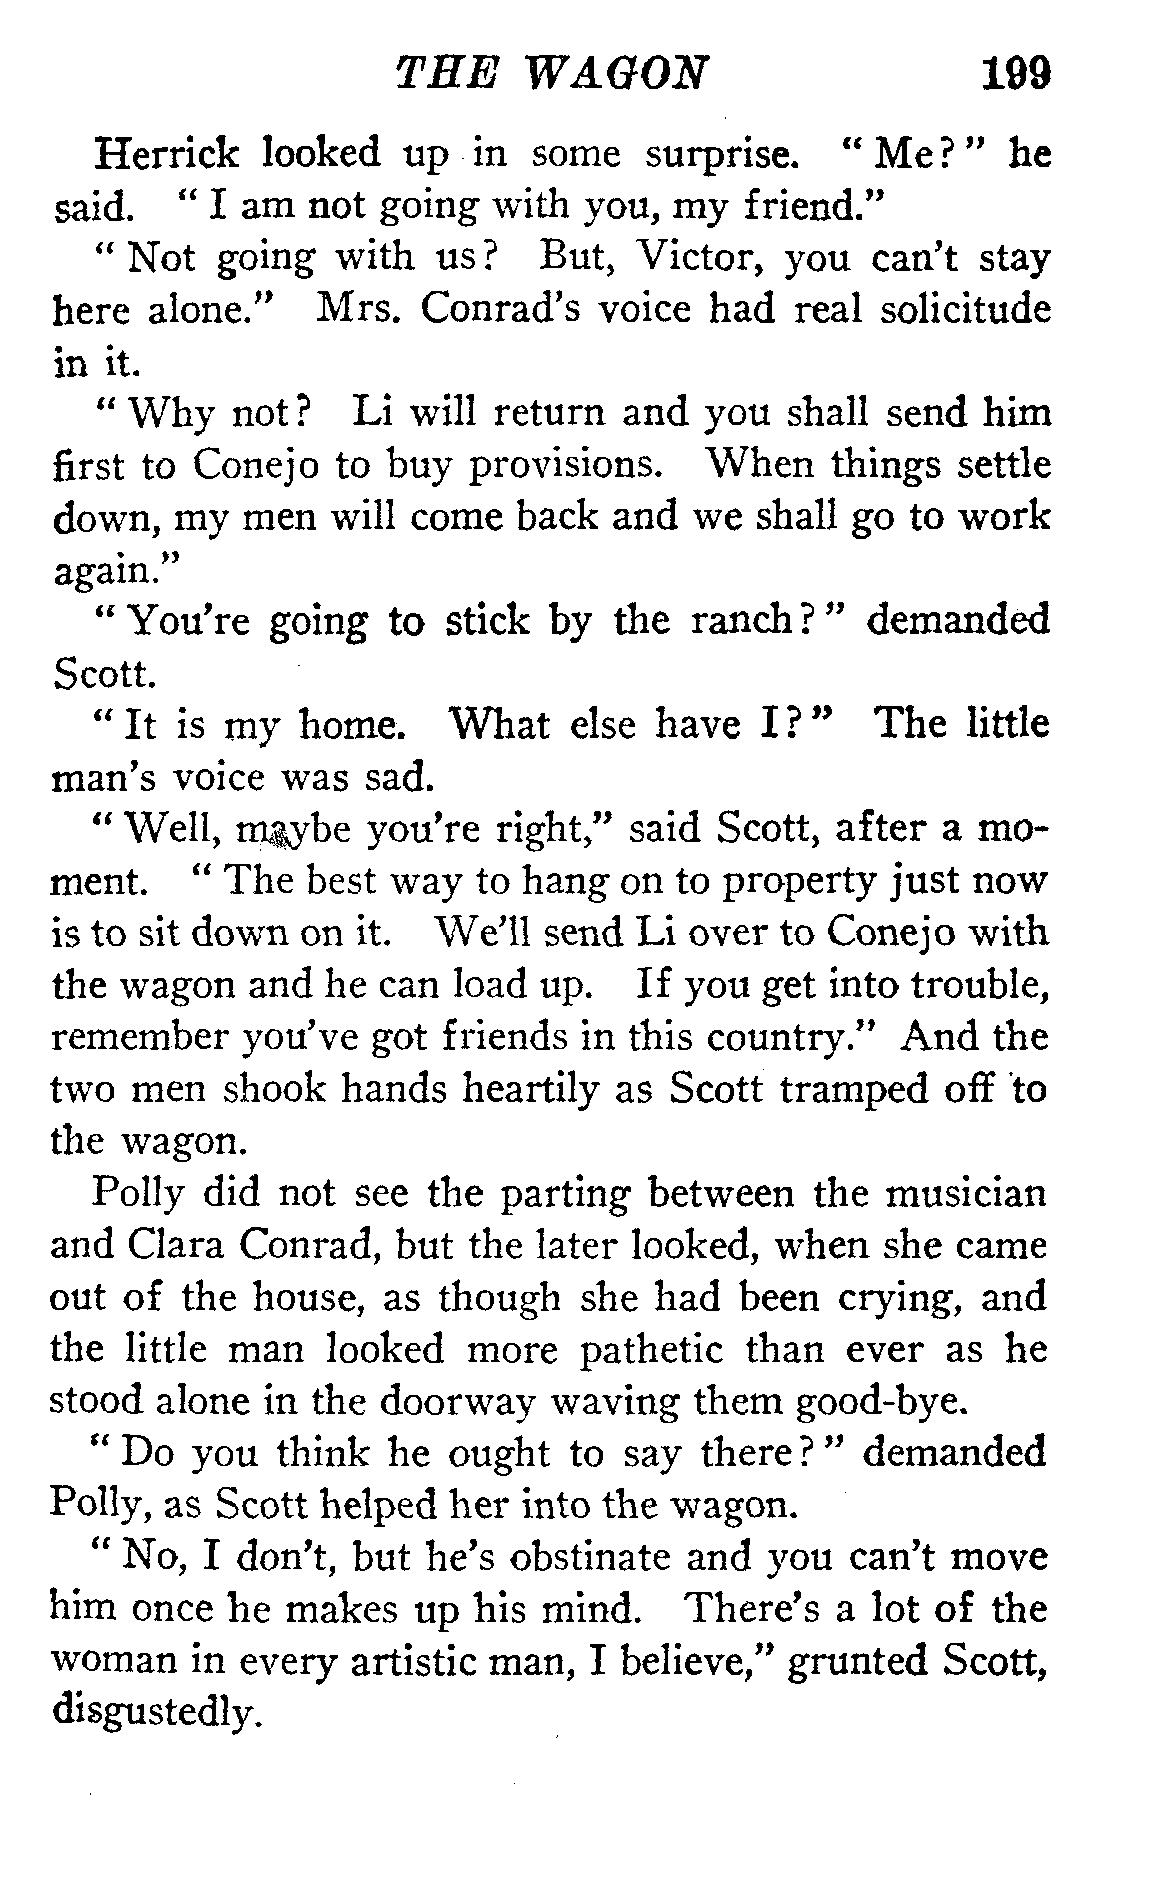 THE WAGON 199
Herrick looked up in some surprise. “ Me? ” he
said. “ I am not going with you, my friend.”
“ Not going with us? But, Victor, you can't stay
here alone.” Mrs. Conrad's voice had real solicitude
in it.
“ Why not? Li will return and you shall send him
first to Conejo to buy provisions. When things settle
down, my men will come back and we shall go to work
again.”
“ You're going to stick by the ranch? ” demanded
Scott.
“ It is my home. What else have I? ” The little
man's voice was sad.
“ Well, maybe you're right,” said Scott, after a mo-
ment. “ The best way to hang on to property just now
is to sit down on it. We'll send Li over to Conejo with
the wagon and he can load up. If you get into trouble,
remember you've got friends in this country.” And the
two men shook hands heartily as Scott tramped off to
the wagon.
Polly did not see the parting between the musician
and Clara Conrad, but the later looked, when she came
out of the house, as though she had been crying, and
the little man looked more pathetic than ever as he
stood alone in the doorway waving them good-bye.
“ Do you think he ought to say there? ” demanded
Polly, as Scott helped her into the wagon.
“ No, I don't, but he's obstinate and you can't move
him once he makes up his mind. There's a lot of the
woman in every artistic man, I believe,” grunted Scott,
disgustedly.